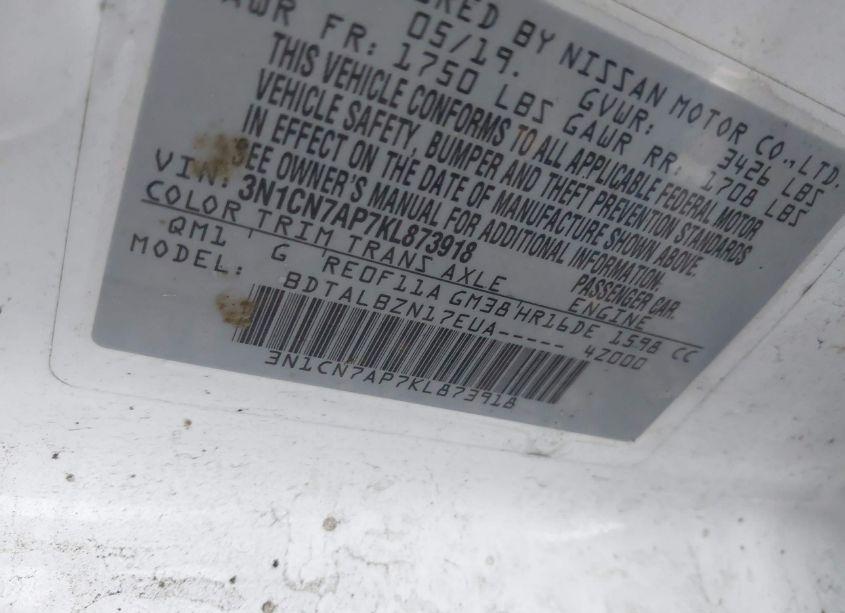 RED BY NISSAN MOTOR CO.,LTD.
05/19. GVWR: 3426 LBS
GAWR FR: 1750 LBS GAWR RR: 1708 LBS
THIS VEHICLE CONFORMS TO ALL APPLICABLE FEDERAL MOTOR
VEHICLE SAFETY, BUMPER AND THEFT PREVENTION STANDARDS
IN EFFECT ON THE DATE OF MANUFACTURE SHOWN ABOVE.
SEE OWNER'S MANUAL FOR ADDITIONAL INFORMATION.
VIN: 3N1CN7AP7KL873918 PASSENGER CAR.
COLOR TRIM TRANS AXLE ENGINE
QM1 G RE0F11A GM38 HR16DE 1598 CC
MODEL: BDTALBZN17EUA----- 4Z000
3N1CN7AP7KL873918